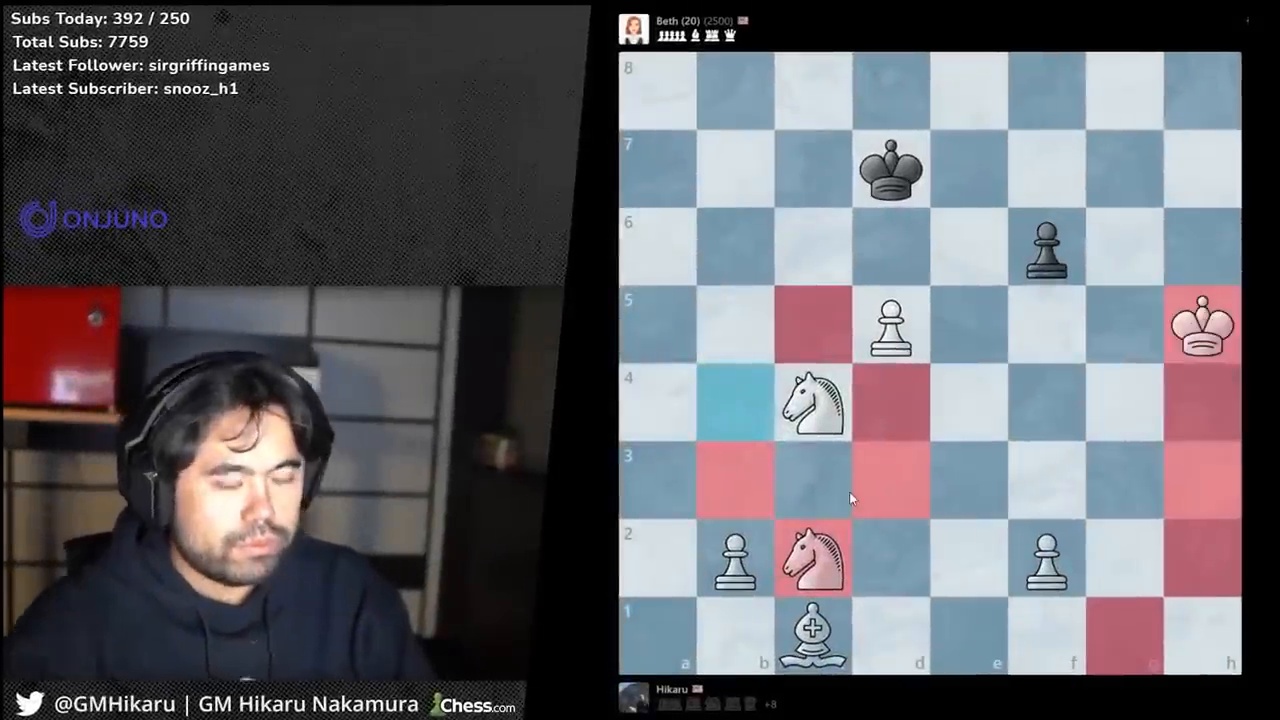 Subs Today: 392 / 250
Total Subs: 7759
Latest Follower: sirgriffingames
Latest Subscriber: snooz_h1
ONJUNO
@GMHikaru | GM Hikaru Nakamura Chess.com
Beth (20) (2500)
8
7
6
5
4
3
2
1
a b c d e f g h
Hikaru
+8